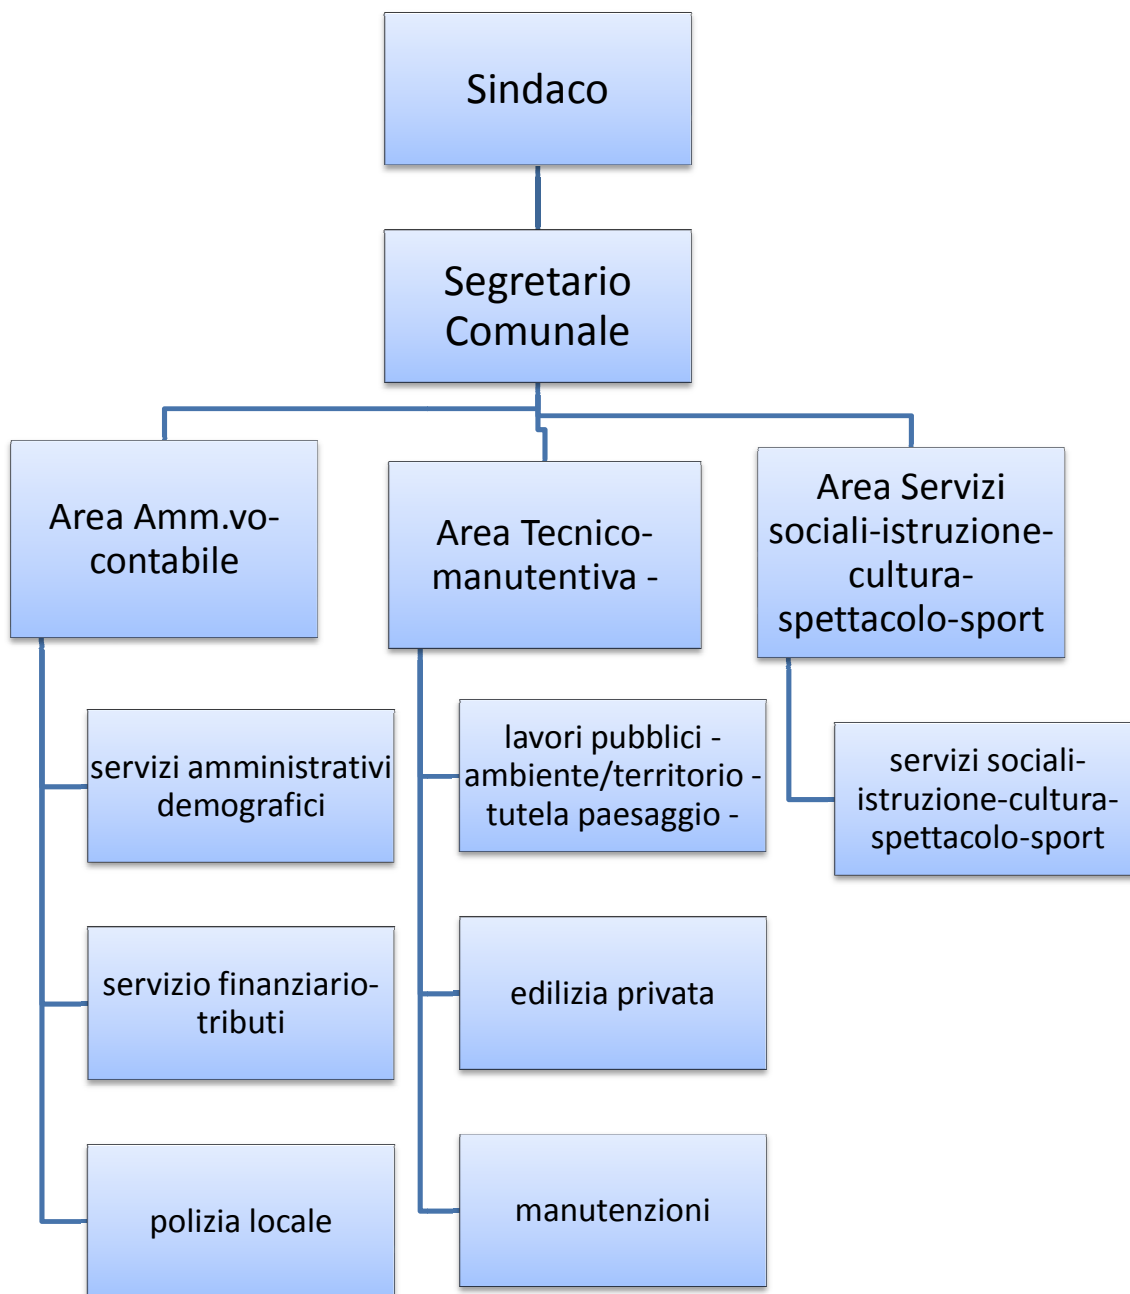 Sindaco
Segretario
Comunale
Area Amm.vo-
contabile
servizi amministrativi
demografici
servizio finanziario-
tributi
polizia locale
Area Tecnico-
manutentiva -
lavori pubblici -
ambiente/territorio -
tutela paesaggio -
edilizia privata
manutenzioni
Area Servizi
sociali-istruzione-
cultura-
spettacolo-sport
servizi sociali-
istruzione-cultura-
spettacolo-sport